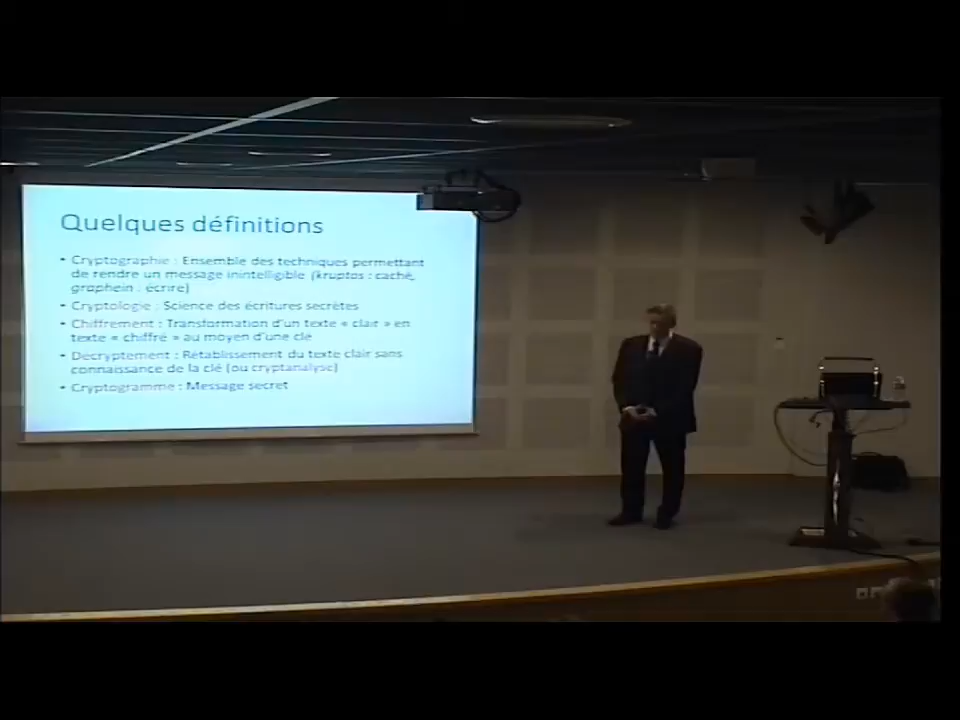 Quelques définitions
• Cryptographie : Ensemble des techniques permettant
de rendre un message inintelligible (kruptos : caché,
graphein : écrire)
• Cryptologie : Science des écritures secrètes
• Chiffrement : Transformation d'un texte « clair » en
texte « chiffré » au moyen d'une clé
• Décryptement : Rétablissement du texte clair sans
connaissance de la clé (ou cryptanalyse)
• Cryptogramme : Message secret